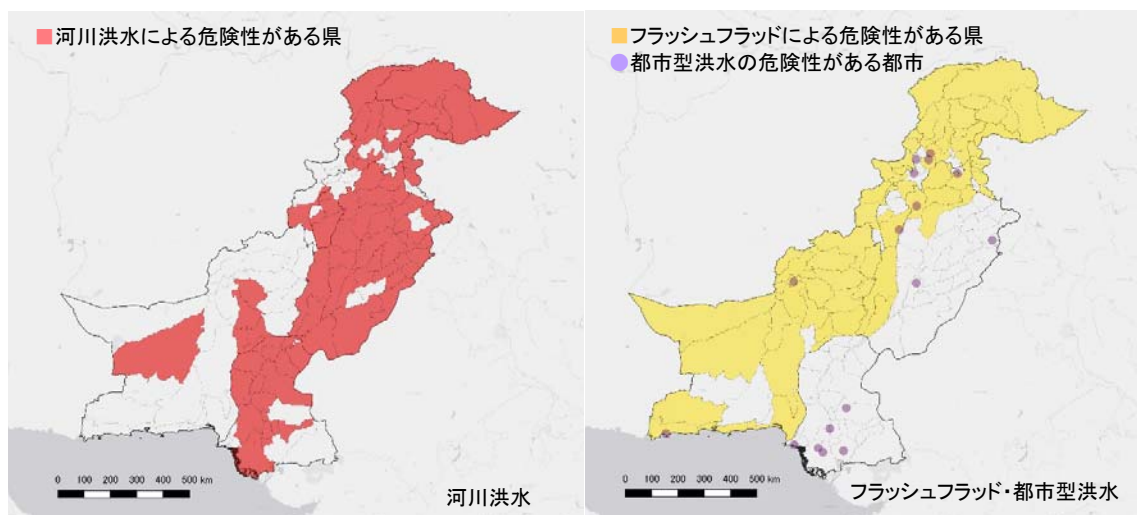 河川洪水による危険性がある県
0 100 200 300 400 500 km
河川洪水
フラッシュフラッドによる危険性がある県
都市型洪水の危険性がある都市
0 100 200 300 400 500 km
フラッシュフラッド・都市型洪水